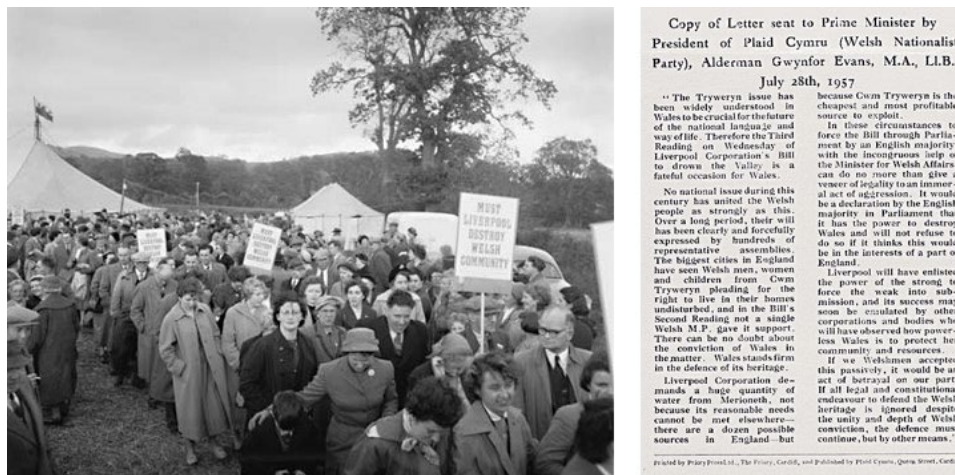 MUST
LIVERPOOL
DESTROY
WELSH
COMMUNITY
Copy of Letter sent to Prime Minister by
President of Plaid Cymru (Welsh Nationalist
Party), Alderman Gwynfor Evans, M.A., Ll.B.
July 28th, 1957
" The Tryweryn issue has
been widely understood in
Wales to be crucial for the future
of the national language and
way of life. Therefore the Third
Reading on Wednesday of
Liverpool Corporation's Bill
to drown the Valley is a
fateful occasion for Wales.
No national issue during this
century has united the Welsh
people as strongly as this.
Over a long period, their will
has been clearly and forcefully
expressed by hundreds of
representative assemblies.
The biggest cities in England
have seen Welsh men, women
and children from Cwm
Tryweryn pleading for the
right to live in their homes
undisturbed, and in the Bill's
Second Reading not a single
Welsh M.P. gave it support.
There can be no doubt about
the conviction of Wales in
the matter. Wales stands firm
in the defence of its heritage.
Liverpool Corporation de-
mands a huge quantity of
water from Merioneth, not
because its reasonable needs
cannot be met elsewhere—
there are a dozen possible
sources in England—but
because Cwm Tryweryn is the
cheapest and most profitable
source to exploit.
In these circumstances to
force the Bill through Parlia-
ment by an English majority
with the incongruous help of
the Minister for Welsh Affairs,
can do no more than give a
veneer of legality to an immor-
al act of aggression. It would
be a declaration by the English
majority in Parliament that
it has the power to destroy
Wales and will not refuse to
do so if it thinks this would
be in the interests of a part of
England.
Liverpool will have enlisted
the power of the strong to
force the weak into sub-
mission, and its success may
soon be emulated by other
corporations and bodies who
will have observed how power-
less Wales is to protect her
community and resources.
If we Welshmen accepted
this passively, it would be an
act of betrayal on our part.
If all legal and constitutional
endeavour to defend the Welsh
heritage is ignored despite
the unity and depth of Welsh
conviction, the defence must
continue, but by other means."
Printed by Priory Press Ltd., The Priory, Cardiff, and Published by Plaid Cymru, Queen Street,